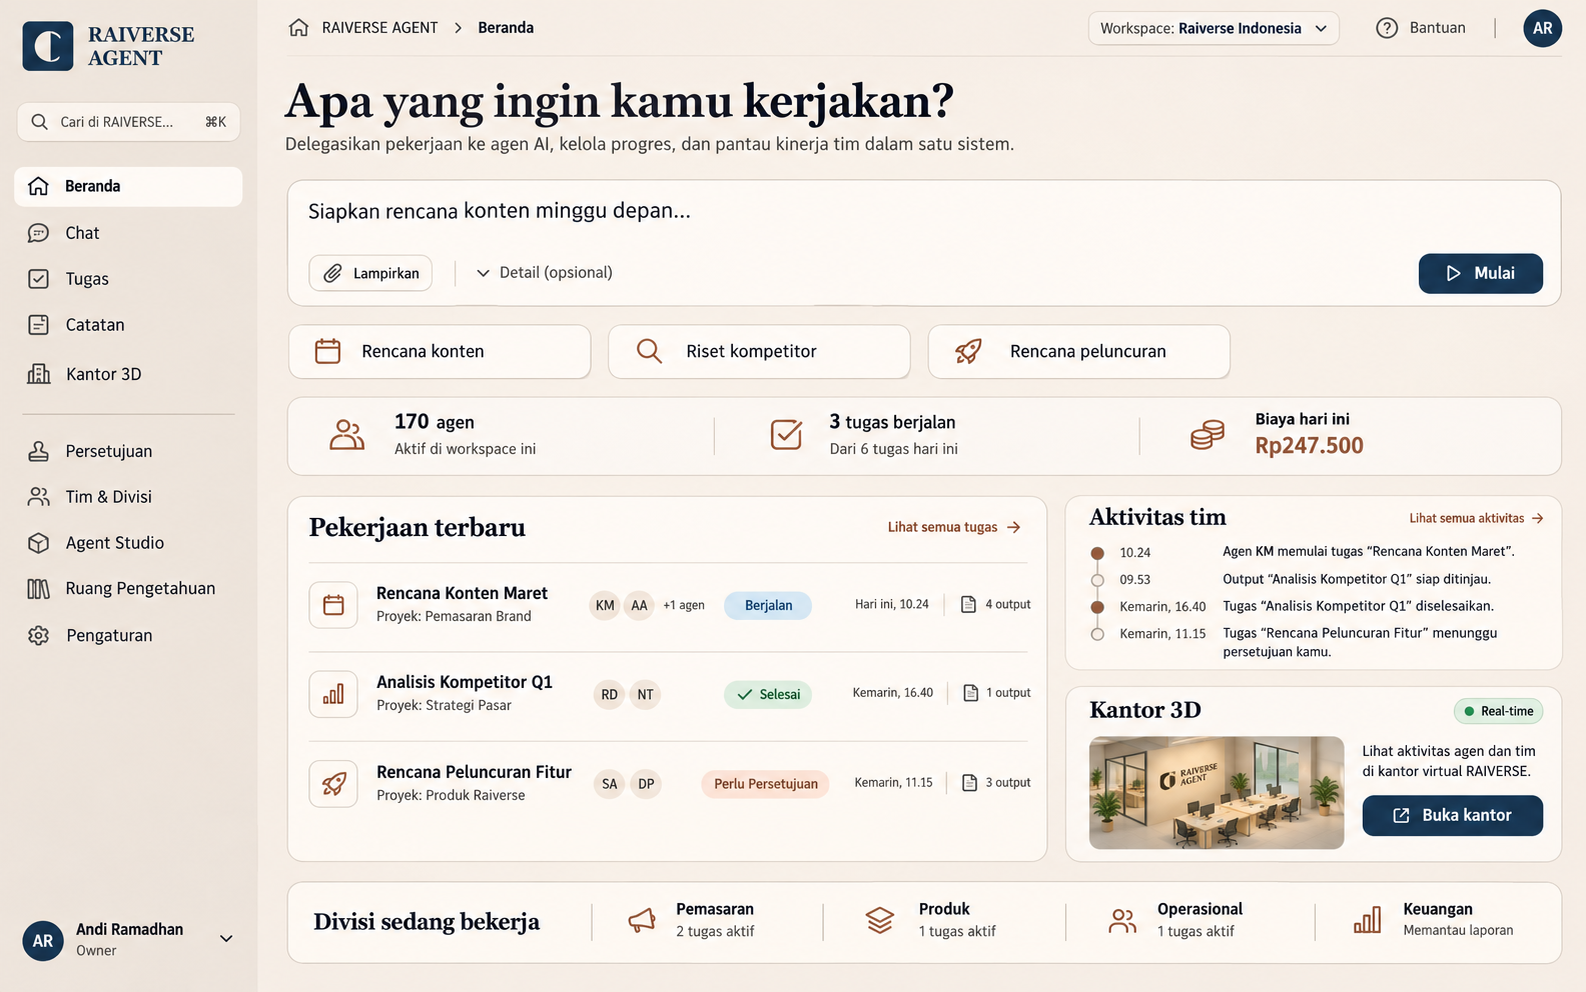 RAIVERSE
AGENT
Cari di RAIVERSE... ⌘K
Beranda
Chat
Tugas
Catatan
Kantor 3D
Persetujuan
Tim & Divisi
Agent Studio
Ruang Pengetahuan
Pengaturan
AR
Andi Ramadhan
Owner
RAIVERSE AGENT > Beranda
Workspace: Raiverse Indonesia
? Bantuan
AR
Apa yang ingin kamu kerjakan?
Delegasikan pekerjaan ke agen AI, kelola progres, dan pantau kinerja tim dalam satu sistem.
Siapkan rencana konten minggu depan...
Lampirkan
Detail (opsional)
Mulai
Rencana konten
Riset kompetitor
Rencana peluncuran
170 agen
Aktif di workspace ini
3 tugas berjalan
Dari 6 tugas hari ini
Biaya hari ini
Rp247.500
Pekerjaan terbaru
Lihat semua tugas →
Rencana Konten Maret
Proyek: Pemasaran Brand
KM AA +1 agen
Berjalan
Hari ini, 10.24
4 output
Analisis Kompetitor Q1
Proyek: Strategi Pasar
RD NT
Selesai
Kemarin, 16.40
1 output
Rencana Peluncuran Fitur
Proyek: Produk Raiverse
SA DP
Perlu Persetujuan
Kemarin, 11.15
3 output
Aktivitas tim
Lihat semua aktivitas →
10.24 Agen KM memulai tugas “Rencana Konten Maret”.
09.53 Output “Analisis Kompetitor Q1” siap ditinjau.
Kemarin, 16.40 Tugas “Analisis Kompetitor Q1” diselesaikan.
Kemarin, 11.15 Tugas “Rencana Peluncuran Fitur” menunggu
persetujuan kamu.
Kantor 3D
Real-time
RAIVERSE
AGENT
Lihat aktivitas agen dan tim
di kantor virtual RAIVERSE.
Buka kantor
Divisi sedang bekerja
Pemasaran
2 tugas aktif
Produk
1 tugas aktif
Operasional
1 tugas aktif
Keuangan
Memantau laporan